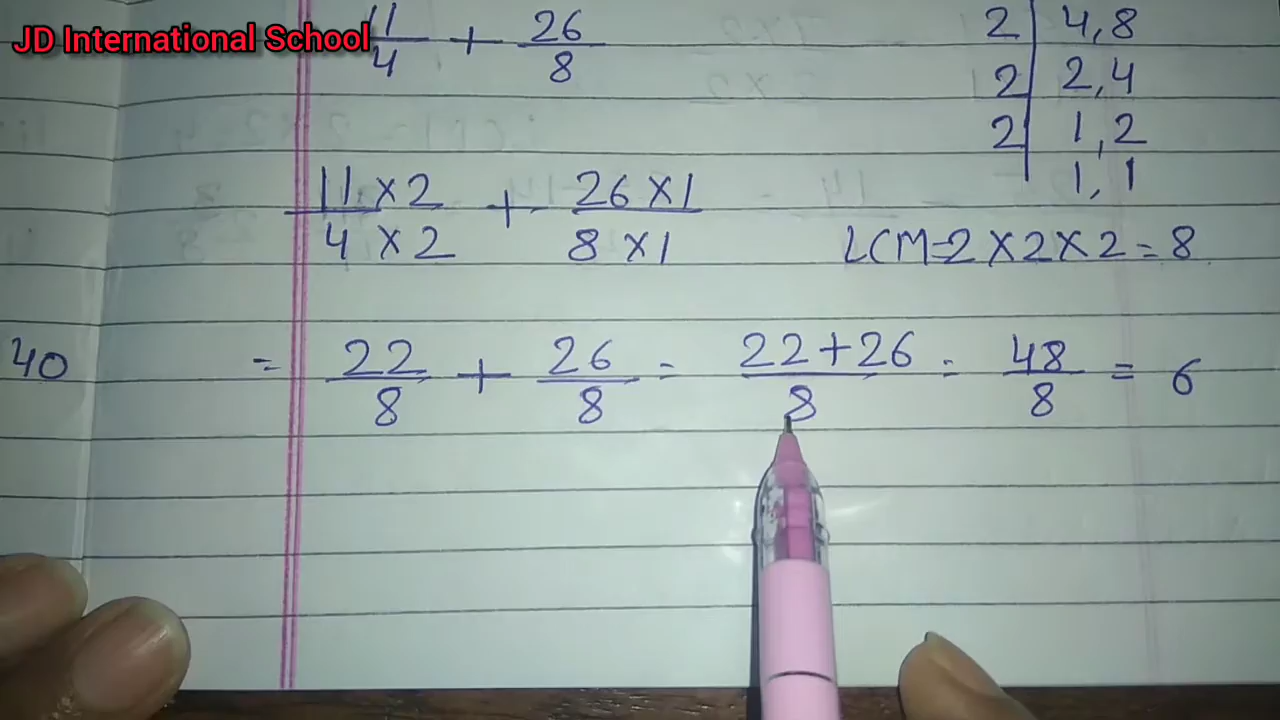 JD International School
11/4 + 26/8
2 | 4,8
2 | 2,4
2 | 1,2
1,1
11×2/4×2 + 26×1/8×1
LCM=2×2×2=8
40
= 22/8 + 26/8 = 22+26/8 = 48/8 = 6